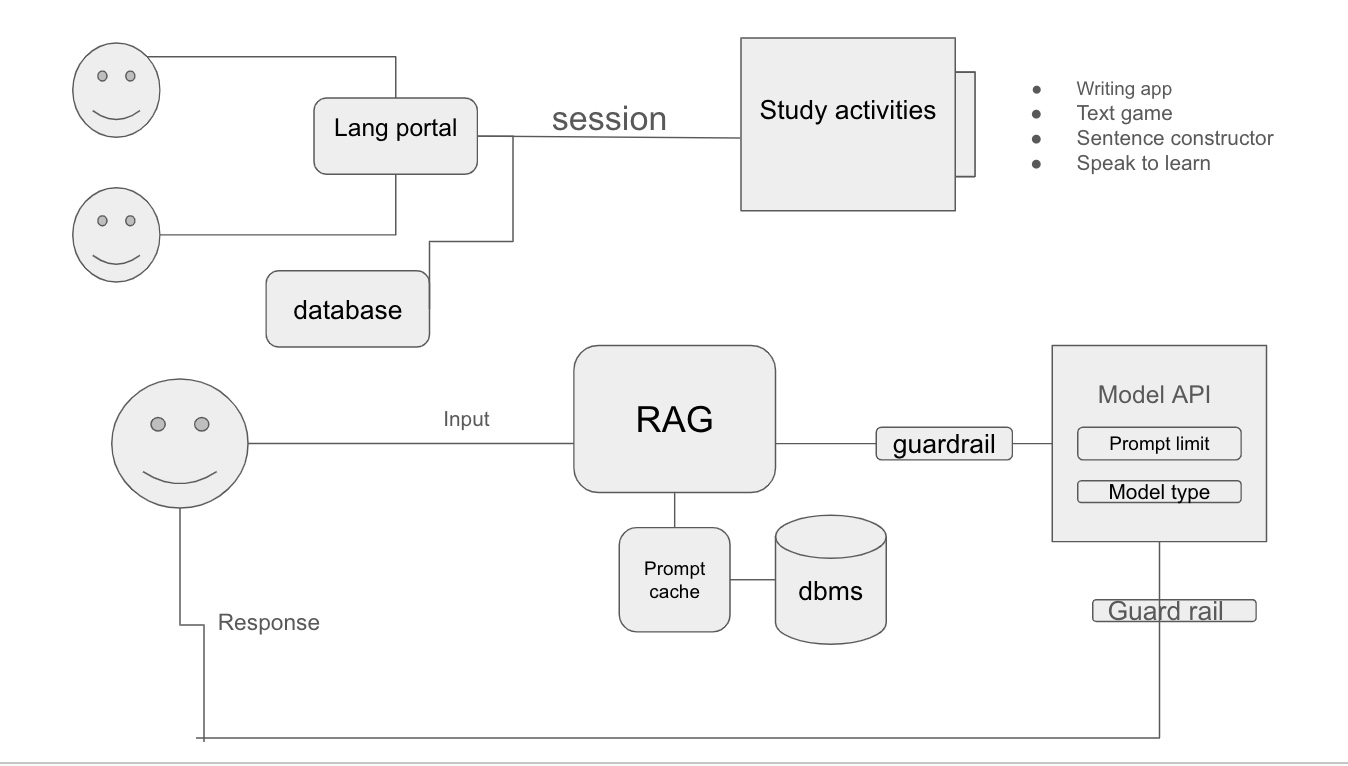 Lang portal
session
Study activities
● Writing app
● Text game
● Sentence constructor
● Speak to learn
database
Input
RAG
guardrail
Model API
Prompt limit
Model type
Prompt
cache
dbms
Response
Guard rail